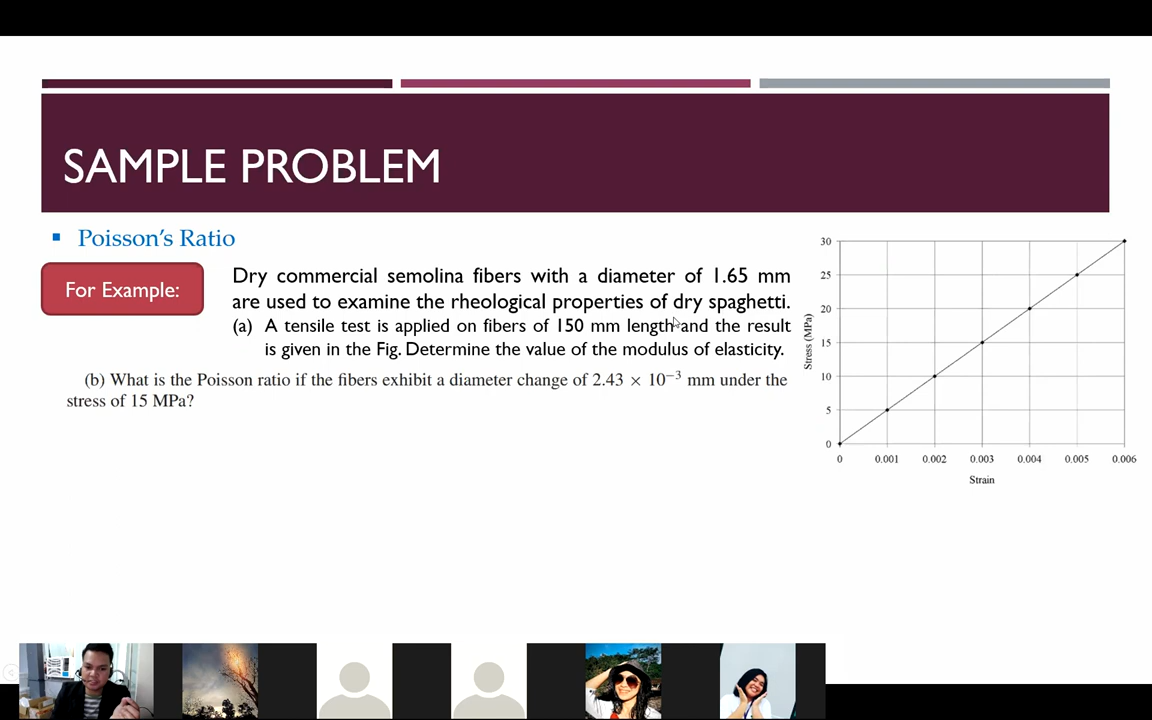 SAMPLE PROBLEM
▪ Poisson's Ratio
For Example:
Dry commercial semolina fibers with a diameter of 1.65 mm
are used to examine the rheological properties of dry spaghetti.
(a) A tensile test is applied on fibers of 150 mm length and the result
is given in the Fig. Determine the value of the modulus of elasticity.
(b) What is the Poisson ratio if the fibers exhibit a diameter change of 2.43 × 10⁻³ mm under the
stress of 15 MPa?
30
25
20
15
10
5
0
Stress (MPa)
0 0.001 0.002 0.003 0.004 0.005 0.006
Strain